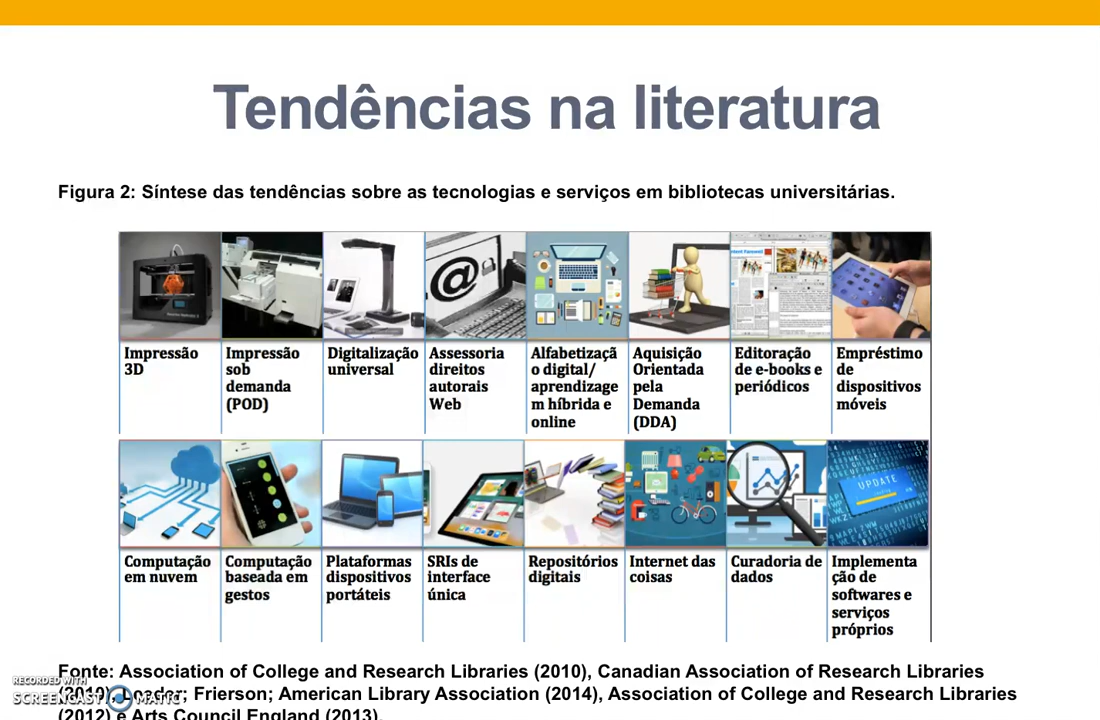 Tendências na literatura
Figura 2: Síntese das tendências sobre as tecnologias e serviços em bibliotecas universitárias.
Impressão
3D
Impressão
sob
demanda
(POD)
Digitalização
universal
Assessoria
direitos
autorais
Web
Alfabetizaçã
o digital/
aprendizage
m híbrida e
online
Aquisição
Orientada
pela
Demanda
(DDA)
Editoração
de e-books e
periódicos
Empréstimo
de
dispositivos
móveis
UPDATE
Computação
em nuvem
Computação
baseada em
gestos
Plataformas
dispositivos
portáteis
SRIs de
interface
única
Repositórios
digitais
Internet das
coisas
Curadoria de
dados
Implementa
ção de
softwares e
serviços
próprios
Fonte: Association of College and Research Libraries (2010), Canadian Association of Research Libraries
Frierson; American Library Association (2014), Association of College and Research Libraries
(2012) e Arts Council England (2013).
RECORDED WITH
SCREENCAST MATIC